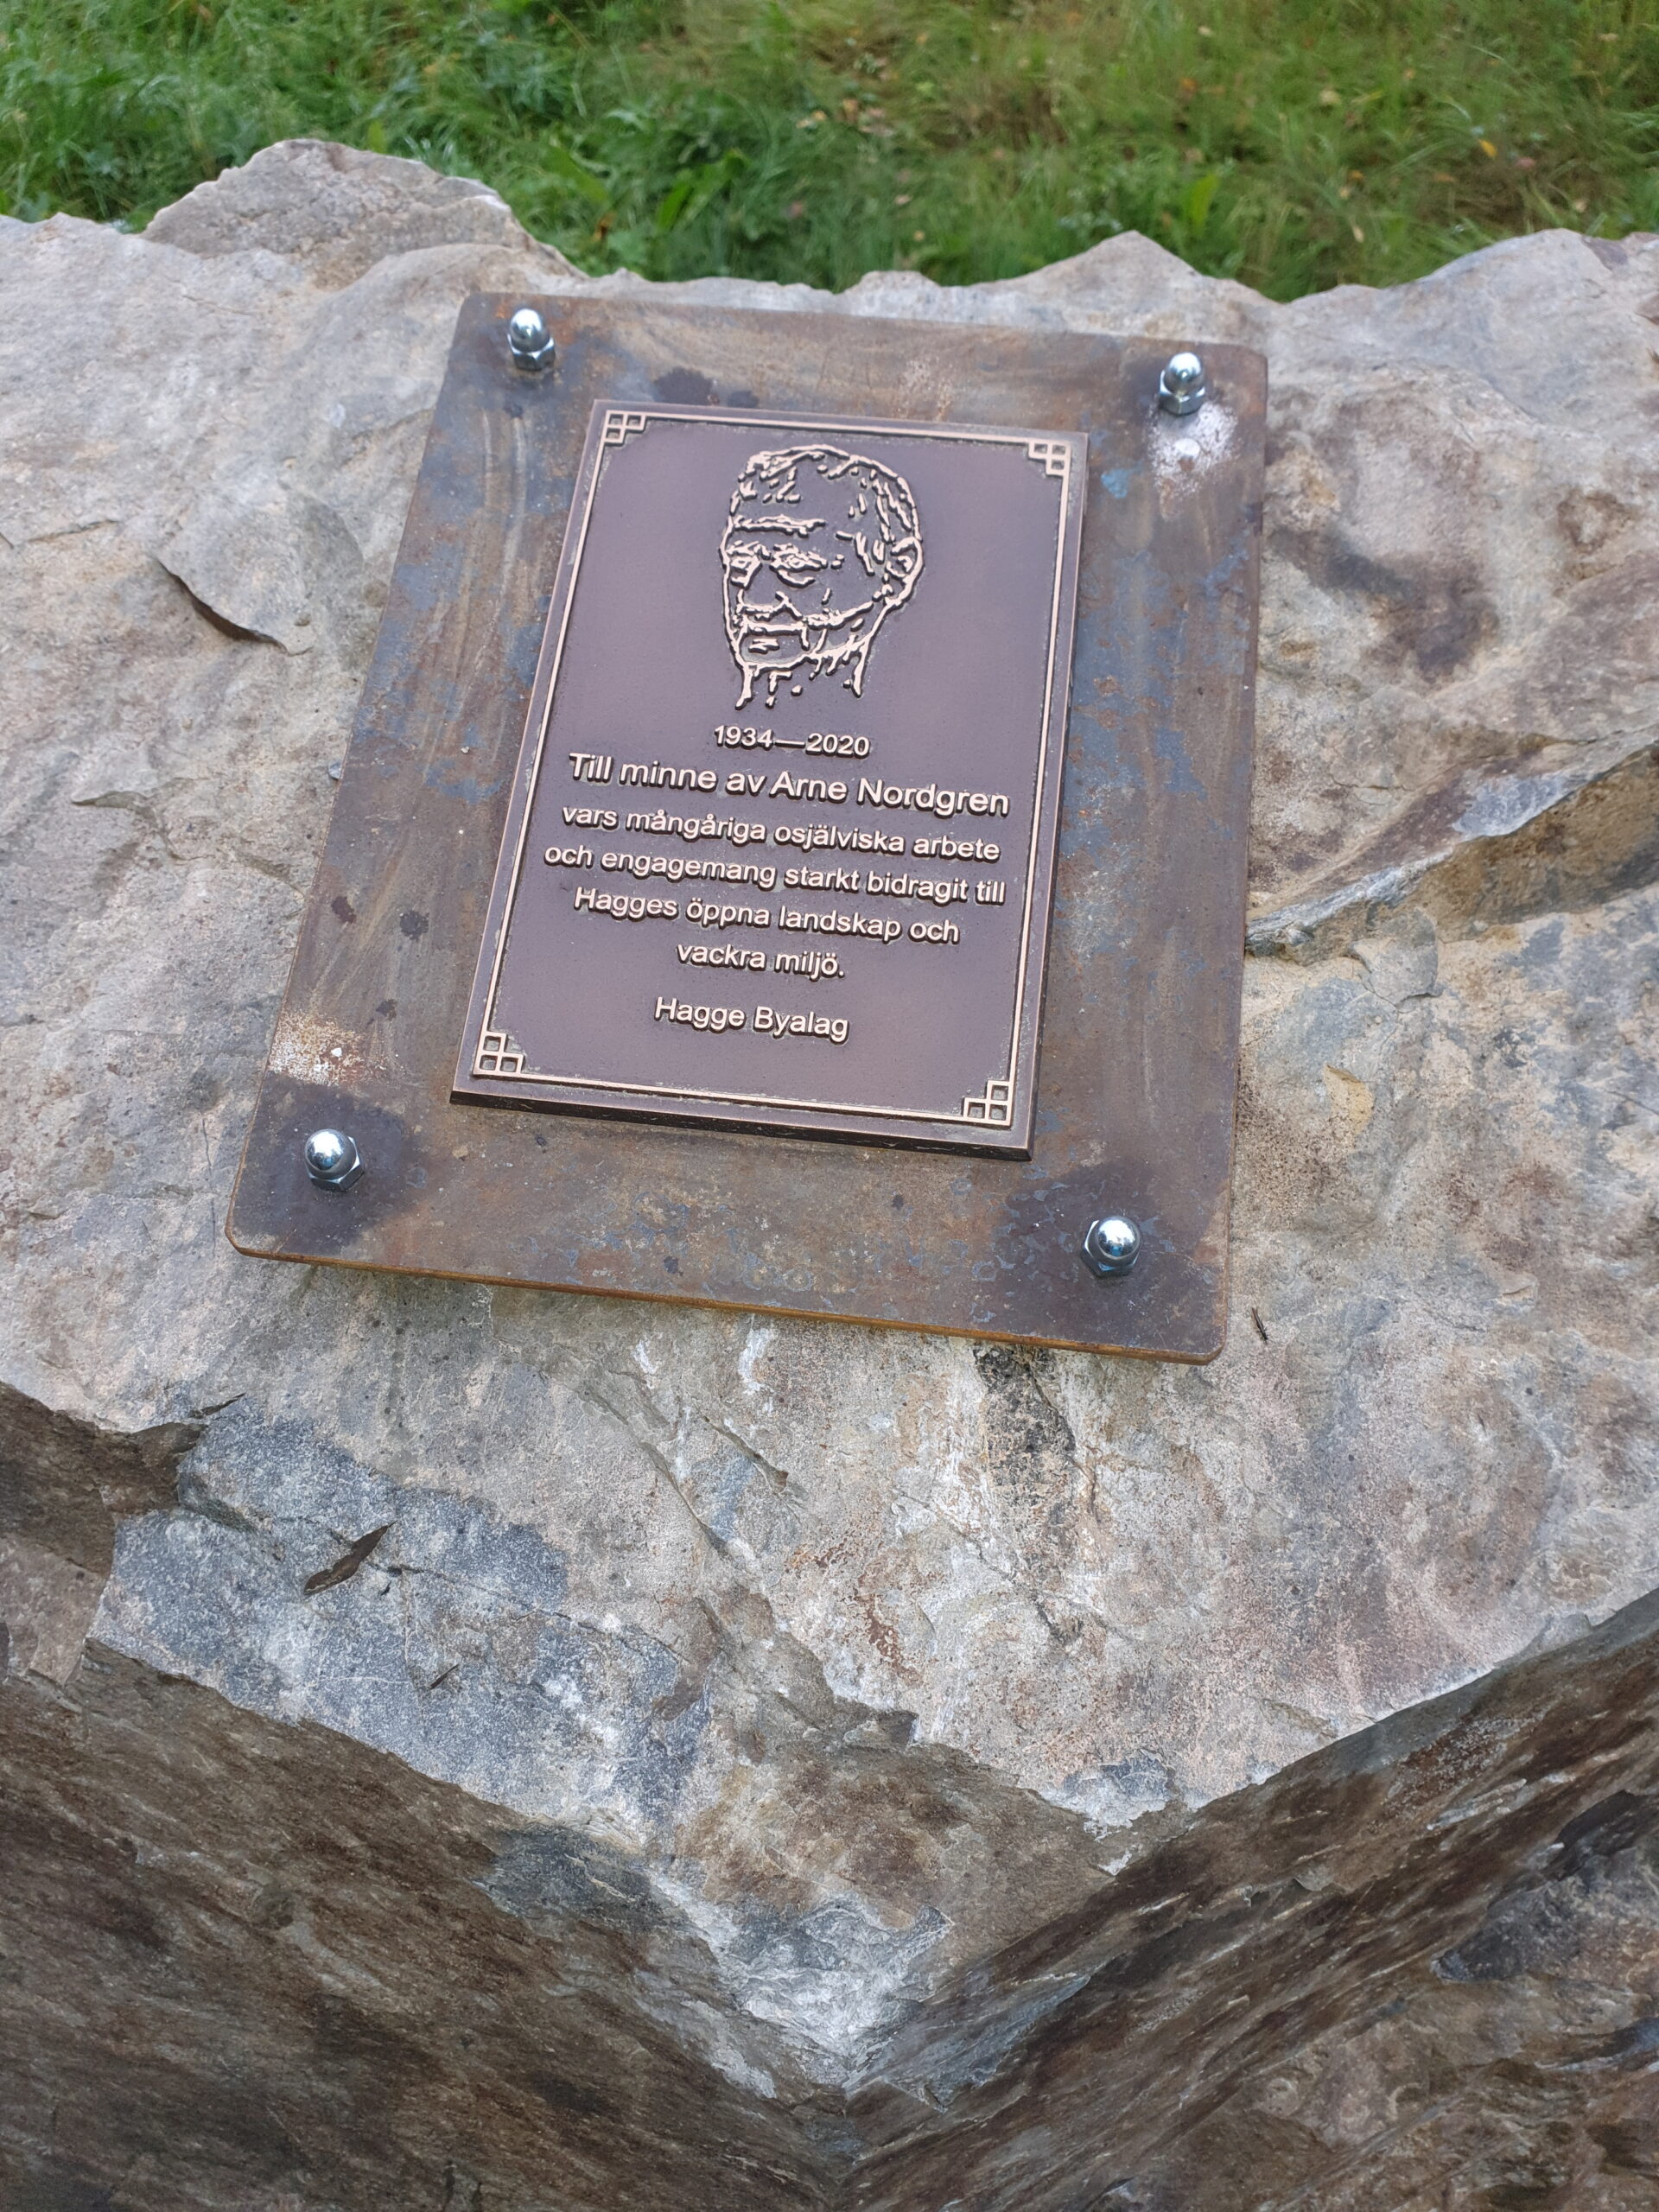 1934—2020
Till minne av Arne Nordgren
vars mångåriga osjälviska arbete
och engagemang starkt bidragit till
Hagges öppna landskap och
vackra miljö.
Hagge Byalag